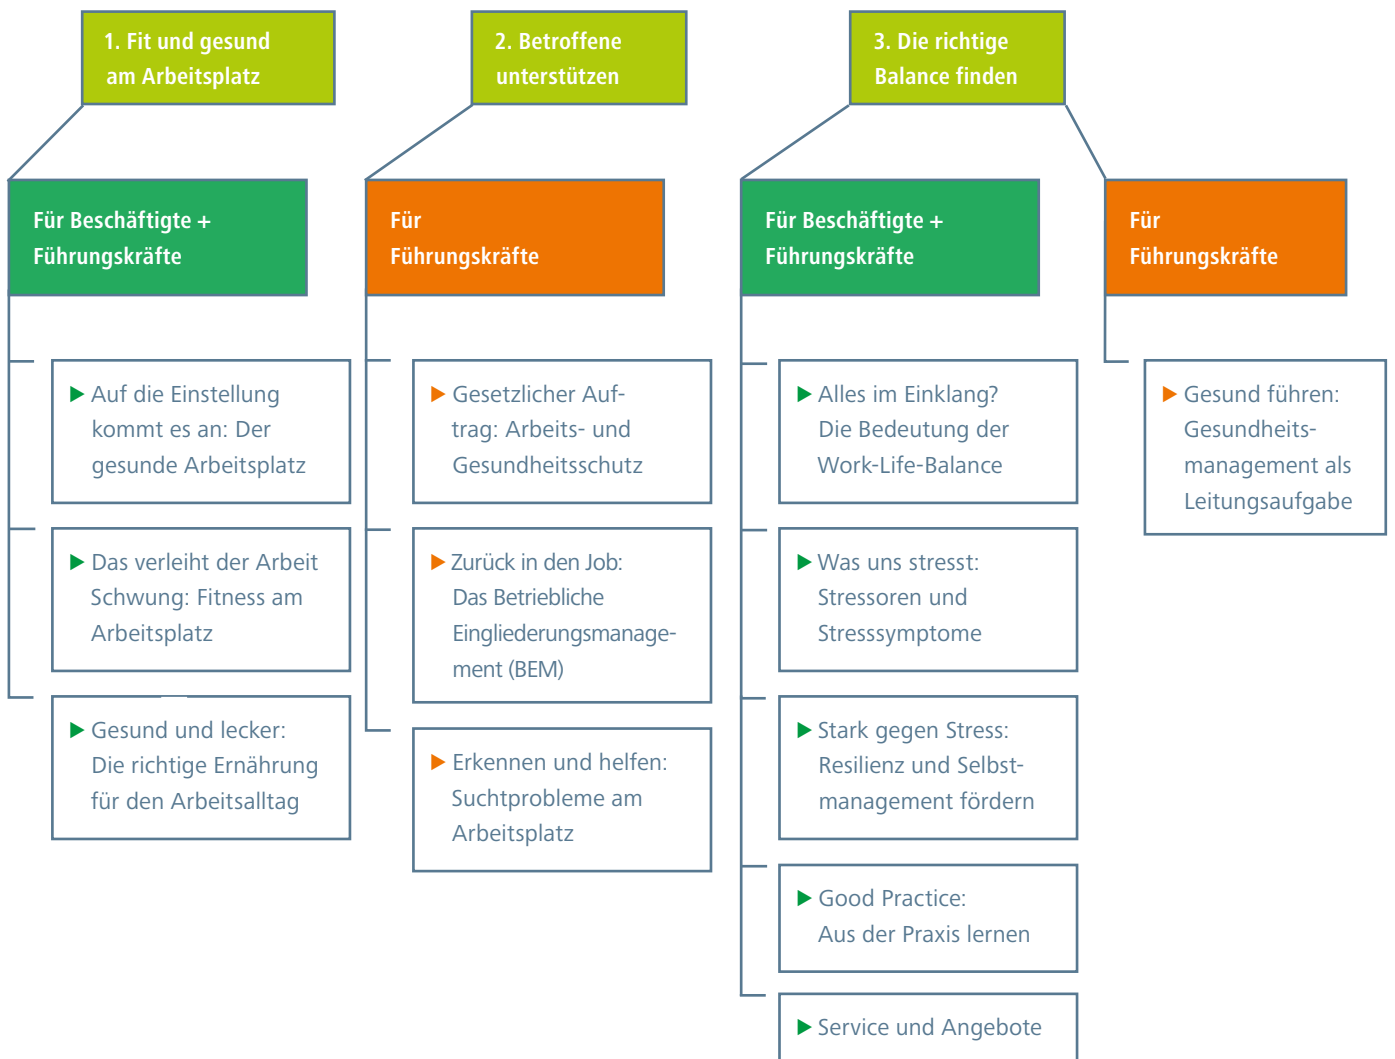 1. Fit und gesund
am Arbeitsplatz
2. Betroffene
unterstützen
3. Die richtige
Balance finden
Für Beschäftigte +
Führungskräfte
Für
Führungskräfte
Für Beschäftigte +
Führungskräfte
Für
Führungskräfte
Auf die Einstellung
kommt es an: Der
gesunde Arbeitsplatz
Das verleiht der Arbeit
Schwung: Fitness am
Arbeitsplatz
Gesund und lecker:
Die richtige Ernährung
für den Arbeitsalltag
Gesetzlicher Auf-
trag: Arbeits- und
Gesundheitsschutz
Zurück in den Job:
Das Betriebliche
Eingliederungsmanage-
ment (BEM)
Erkennen und helfen:
Suchtprobleme am
Arbeitsplatz
Alles im Einklang?
Die Bedeutung der
Work-Life-Balance
Was uns stresst:
Stressoren und
Stresssymptome
Stark gegen Stress:
Resilienz und Selbst-
management fördern
Good Practice:
Aus der Praxis lernen
Service und Angebote
Gesund führen:
Gesundheits-
management als
Leitungsaufgabe